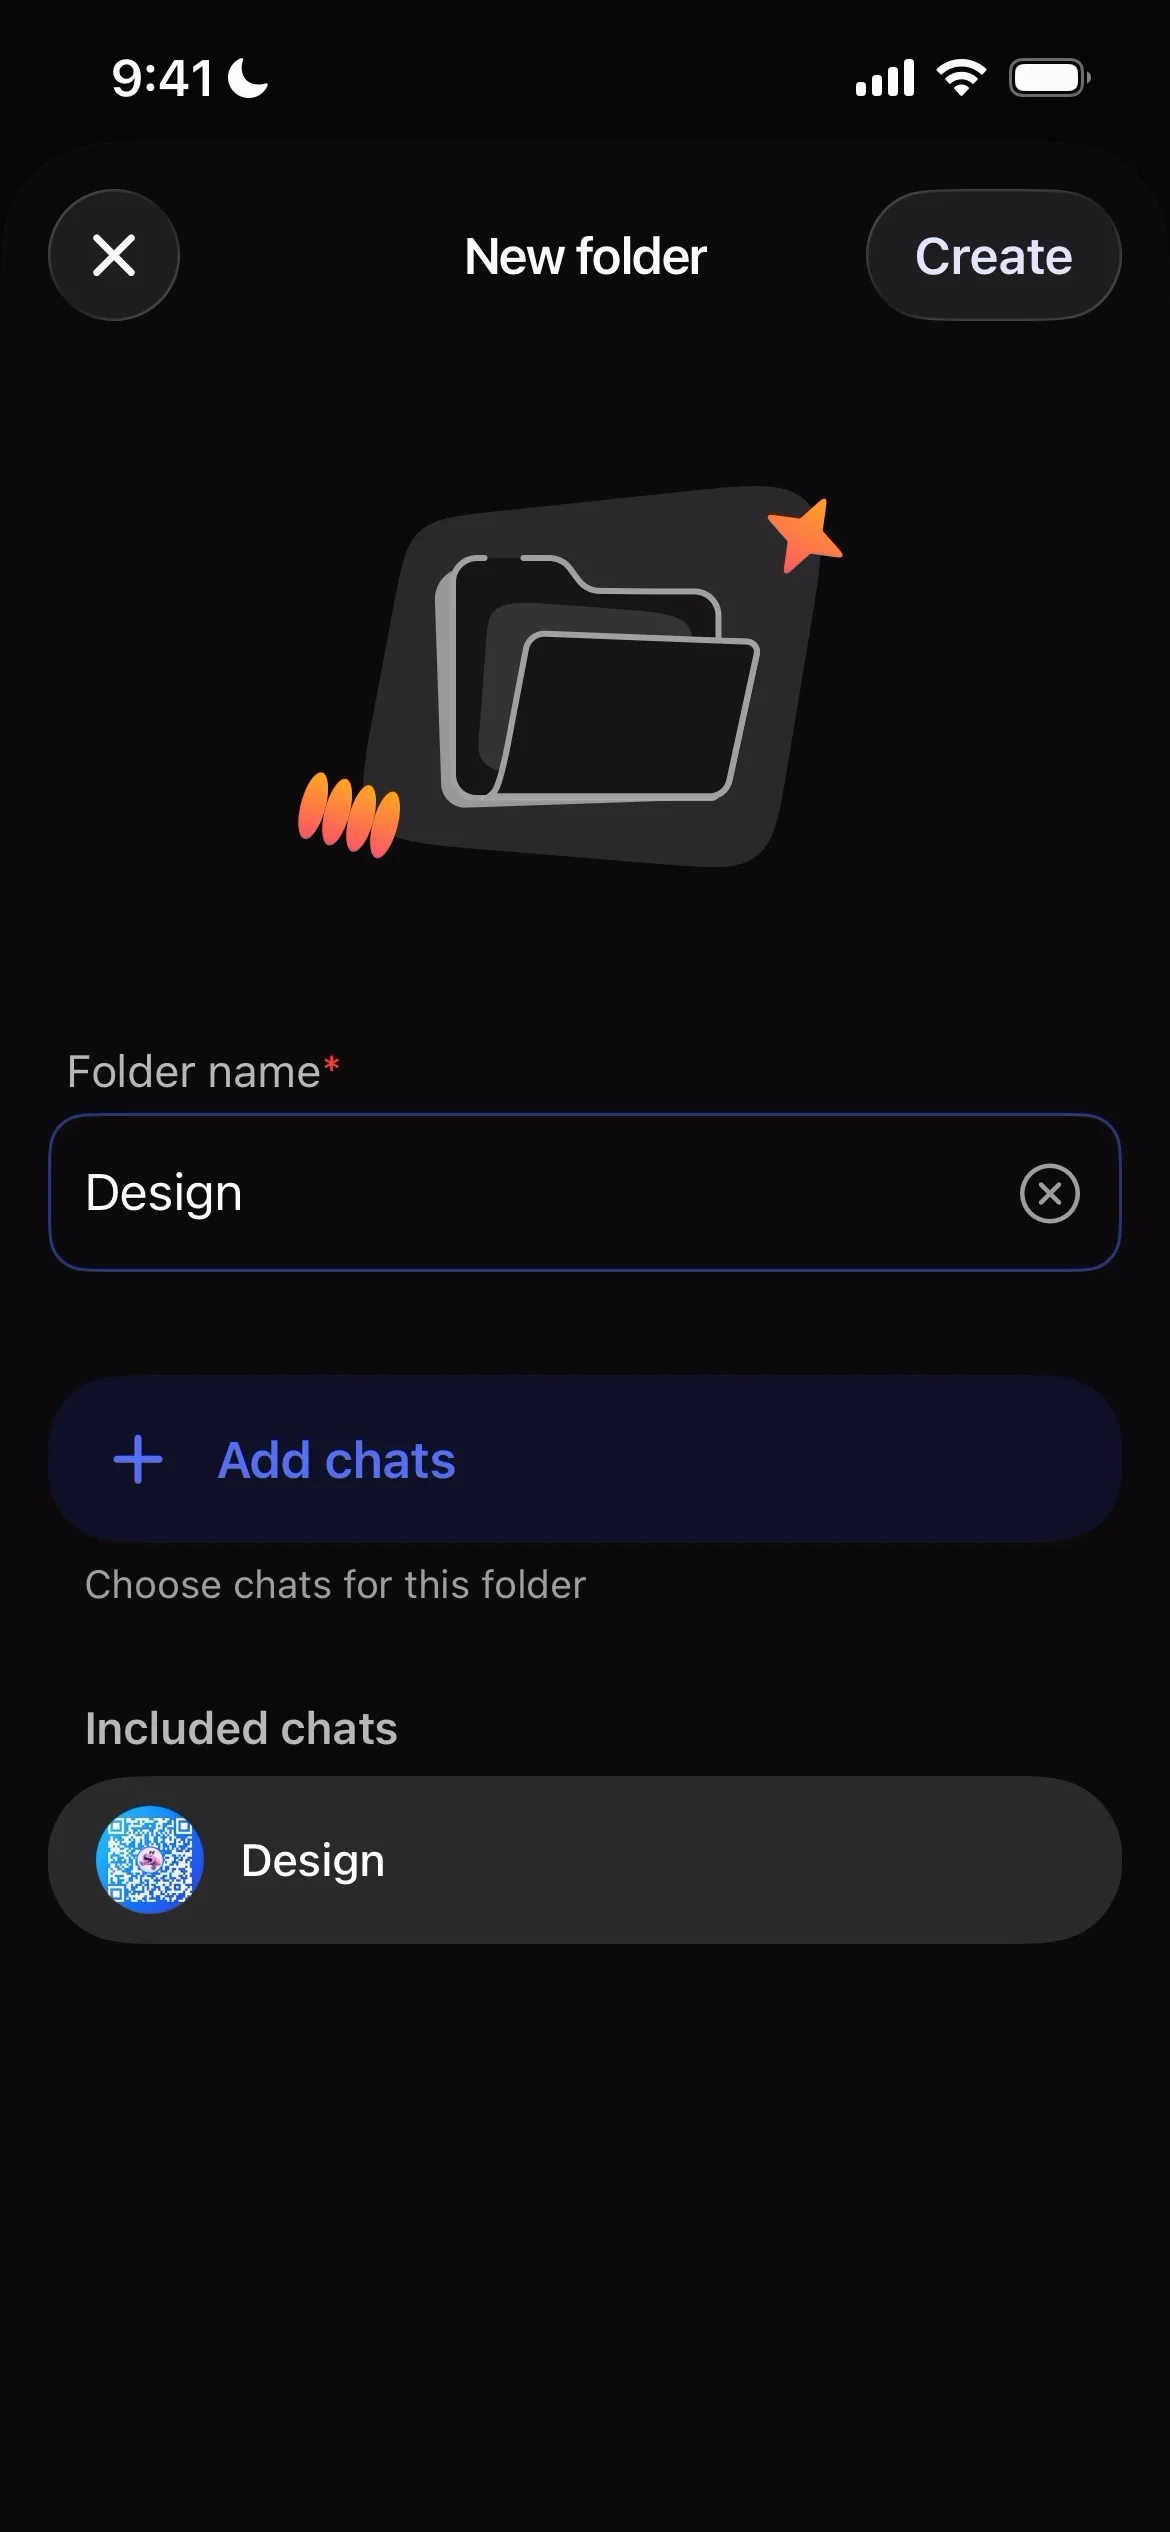 9:41
New folder
Create
Folder name*
Design
Add chats
Choose chats for this folder
Included chats
Design